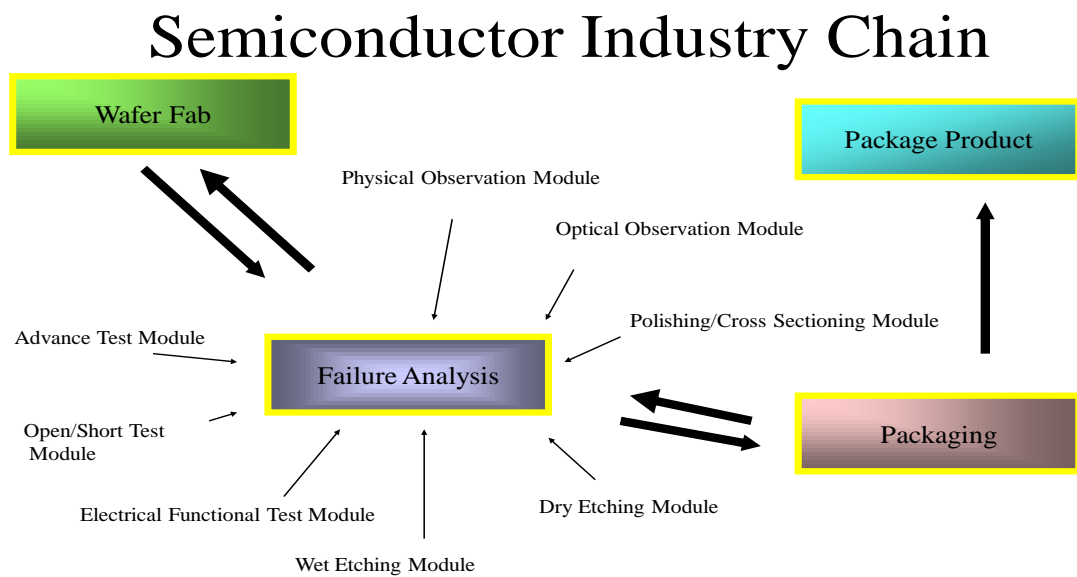 Semiconductor Industry Chain
Wafer Fab
Package Product
Physical Observation Module
Optical Observation Module
Polishing/Cross Sectioning Module
Advance Test Module
Failure Analysis
Open/Short Test
Module
Packaging
Electrical Functional Test Module
Dry Etching Module
Wet Etching Module